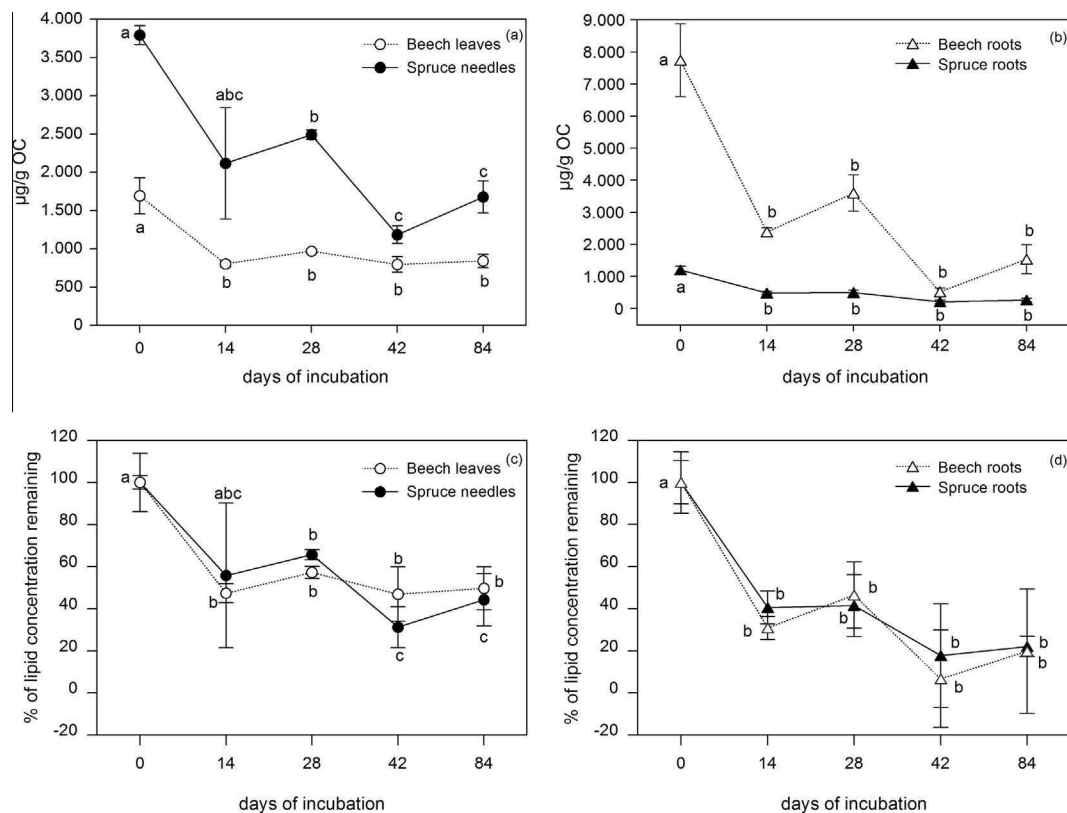 4.000
3.500
3.000
2.500
2.000
1.500
1.000
500
0
µg/g OC
(a)
Beech leaves
Spruce needles
a
abc
b
c
c
a
b
b
b
b
0 14 28 42 84
days of incubation
9.000
8.000
7.000
6.000
5.000
4.000
3.000
2.000
1.000
0
µg/g OC
(b)
Beech roots
Spruce roots
a
b
b
b
b
a
b
b
b
b
0 14 28 42 84
days of incubation
120
100
80
60
40
20
0
-20
% of lipid concentration remaining
(c)
Beech leaves
Spruce needles
a
abc
b
b
b
b
b
c
c
0 14 28 42 84
days of incubation
120
100
80
60
40
20
0
-20
% of lipid concentration remaining
(d)
Beech roots
Spruce roots
a
b
b
b
b
b
b
b
b
0 14 28 42 84
days of incubation